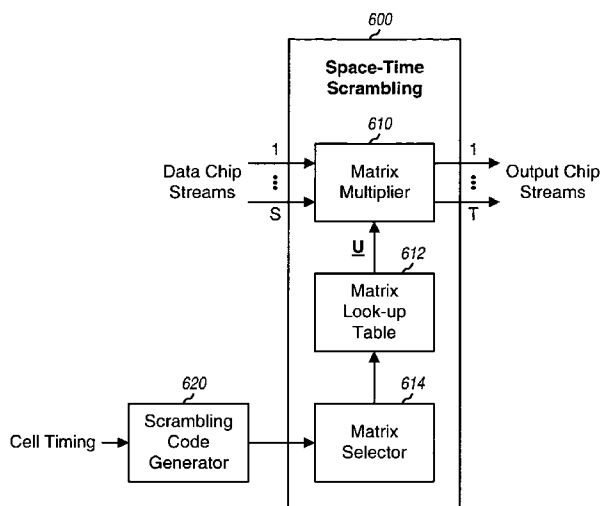 600
Space-Time
Scrambling
610
1
Data Chip
Streams
S
Matrix
Multiplier
1
T
Output Chip
Streams
U
612
Matrix
Look-up
Table
620
614
Cell Timing
Scrambling
Code
Generator
Matrix
Selector